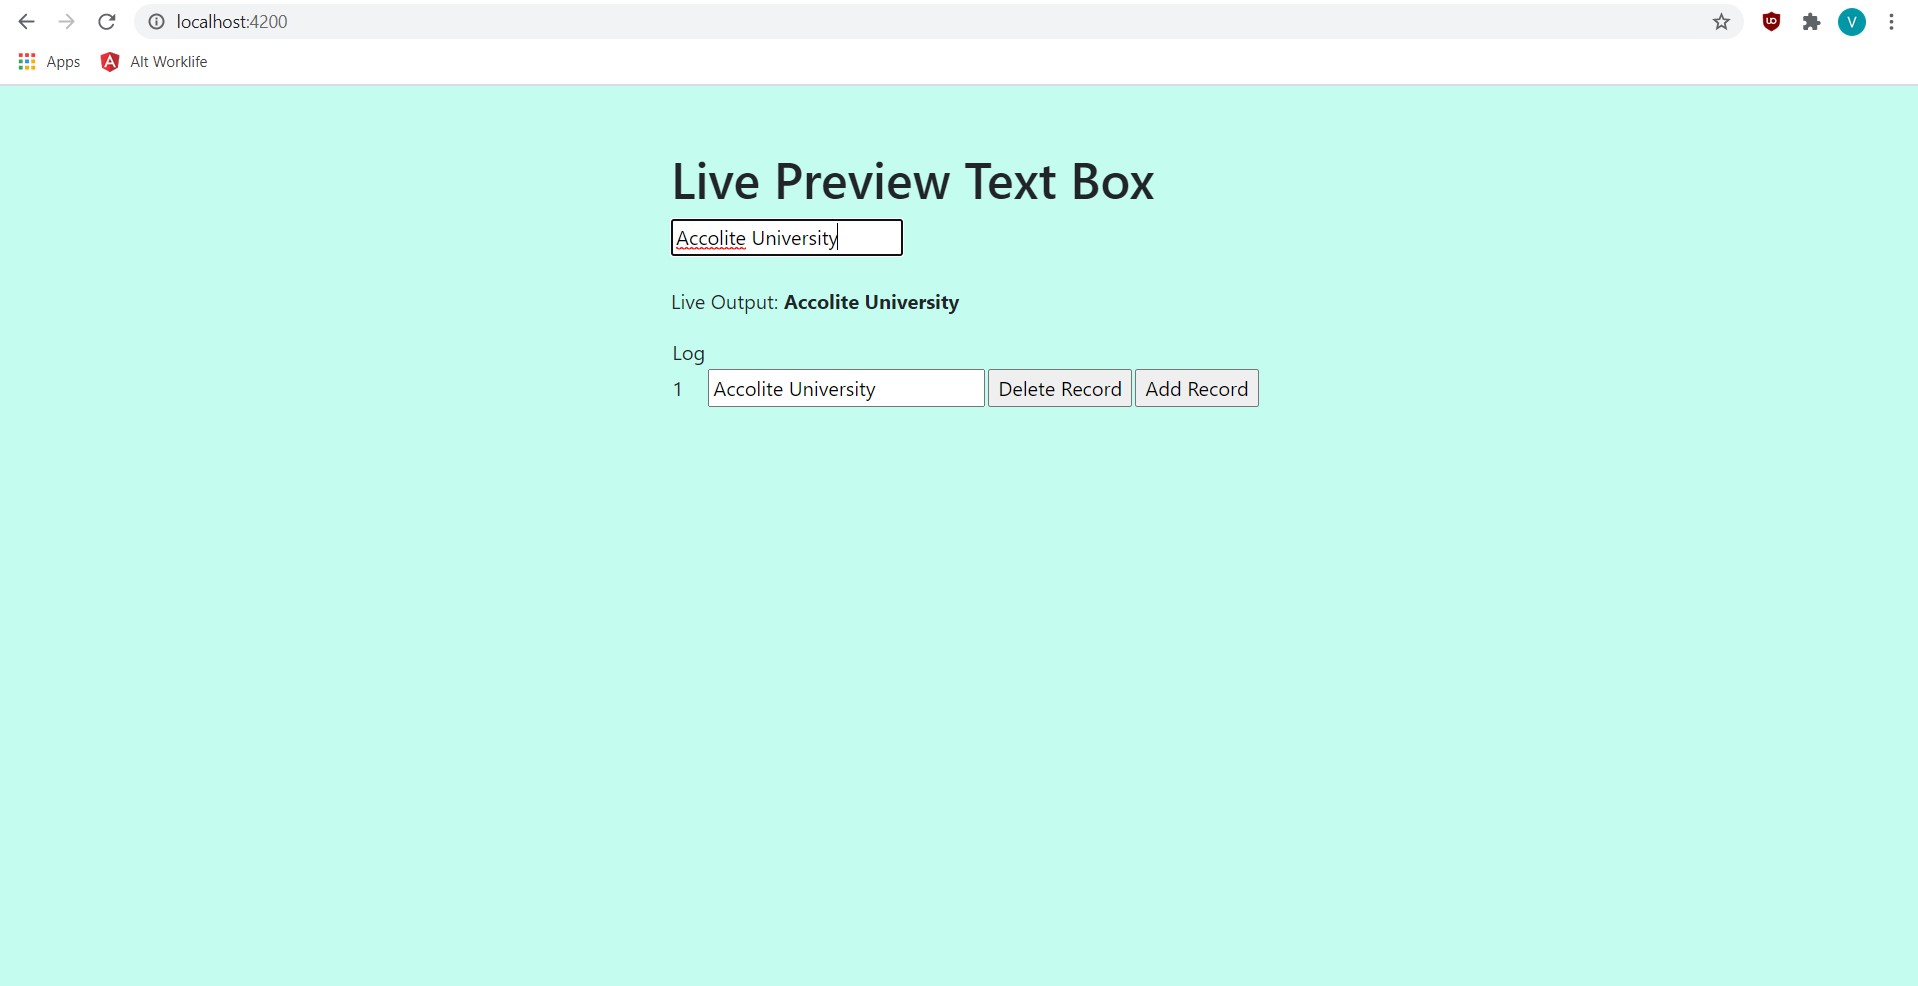 localhost:4200
V
Apps
Alt Worklife
Live Preview Text Box
Accolite University
Live Output: Accolite University
Log
1 Accolite University Delete Record Add Record